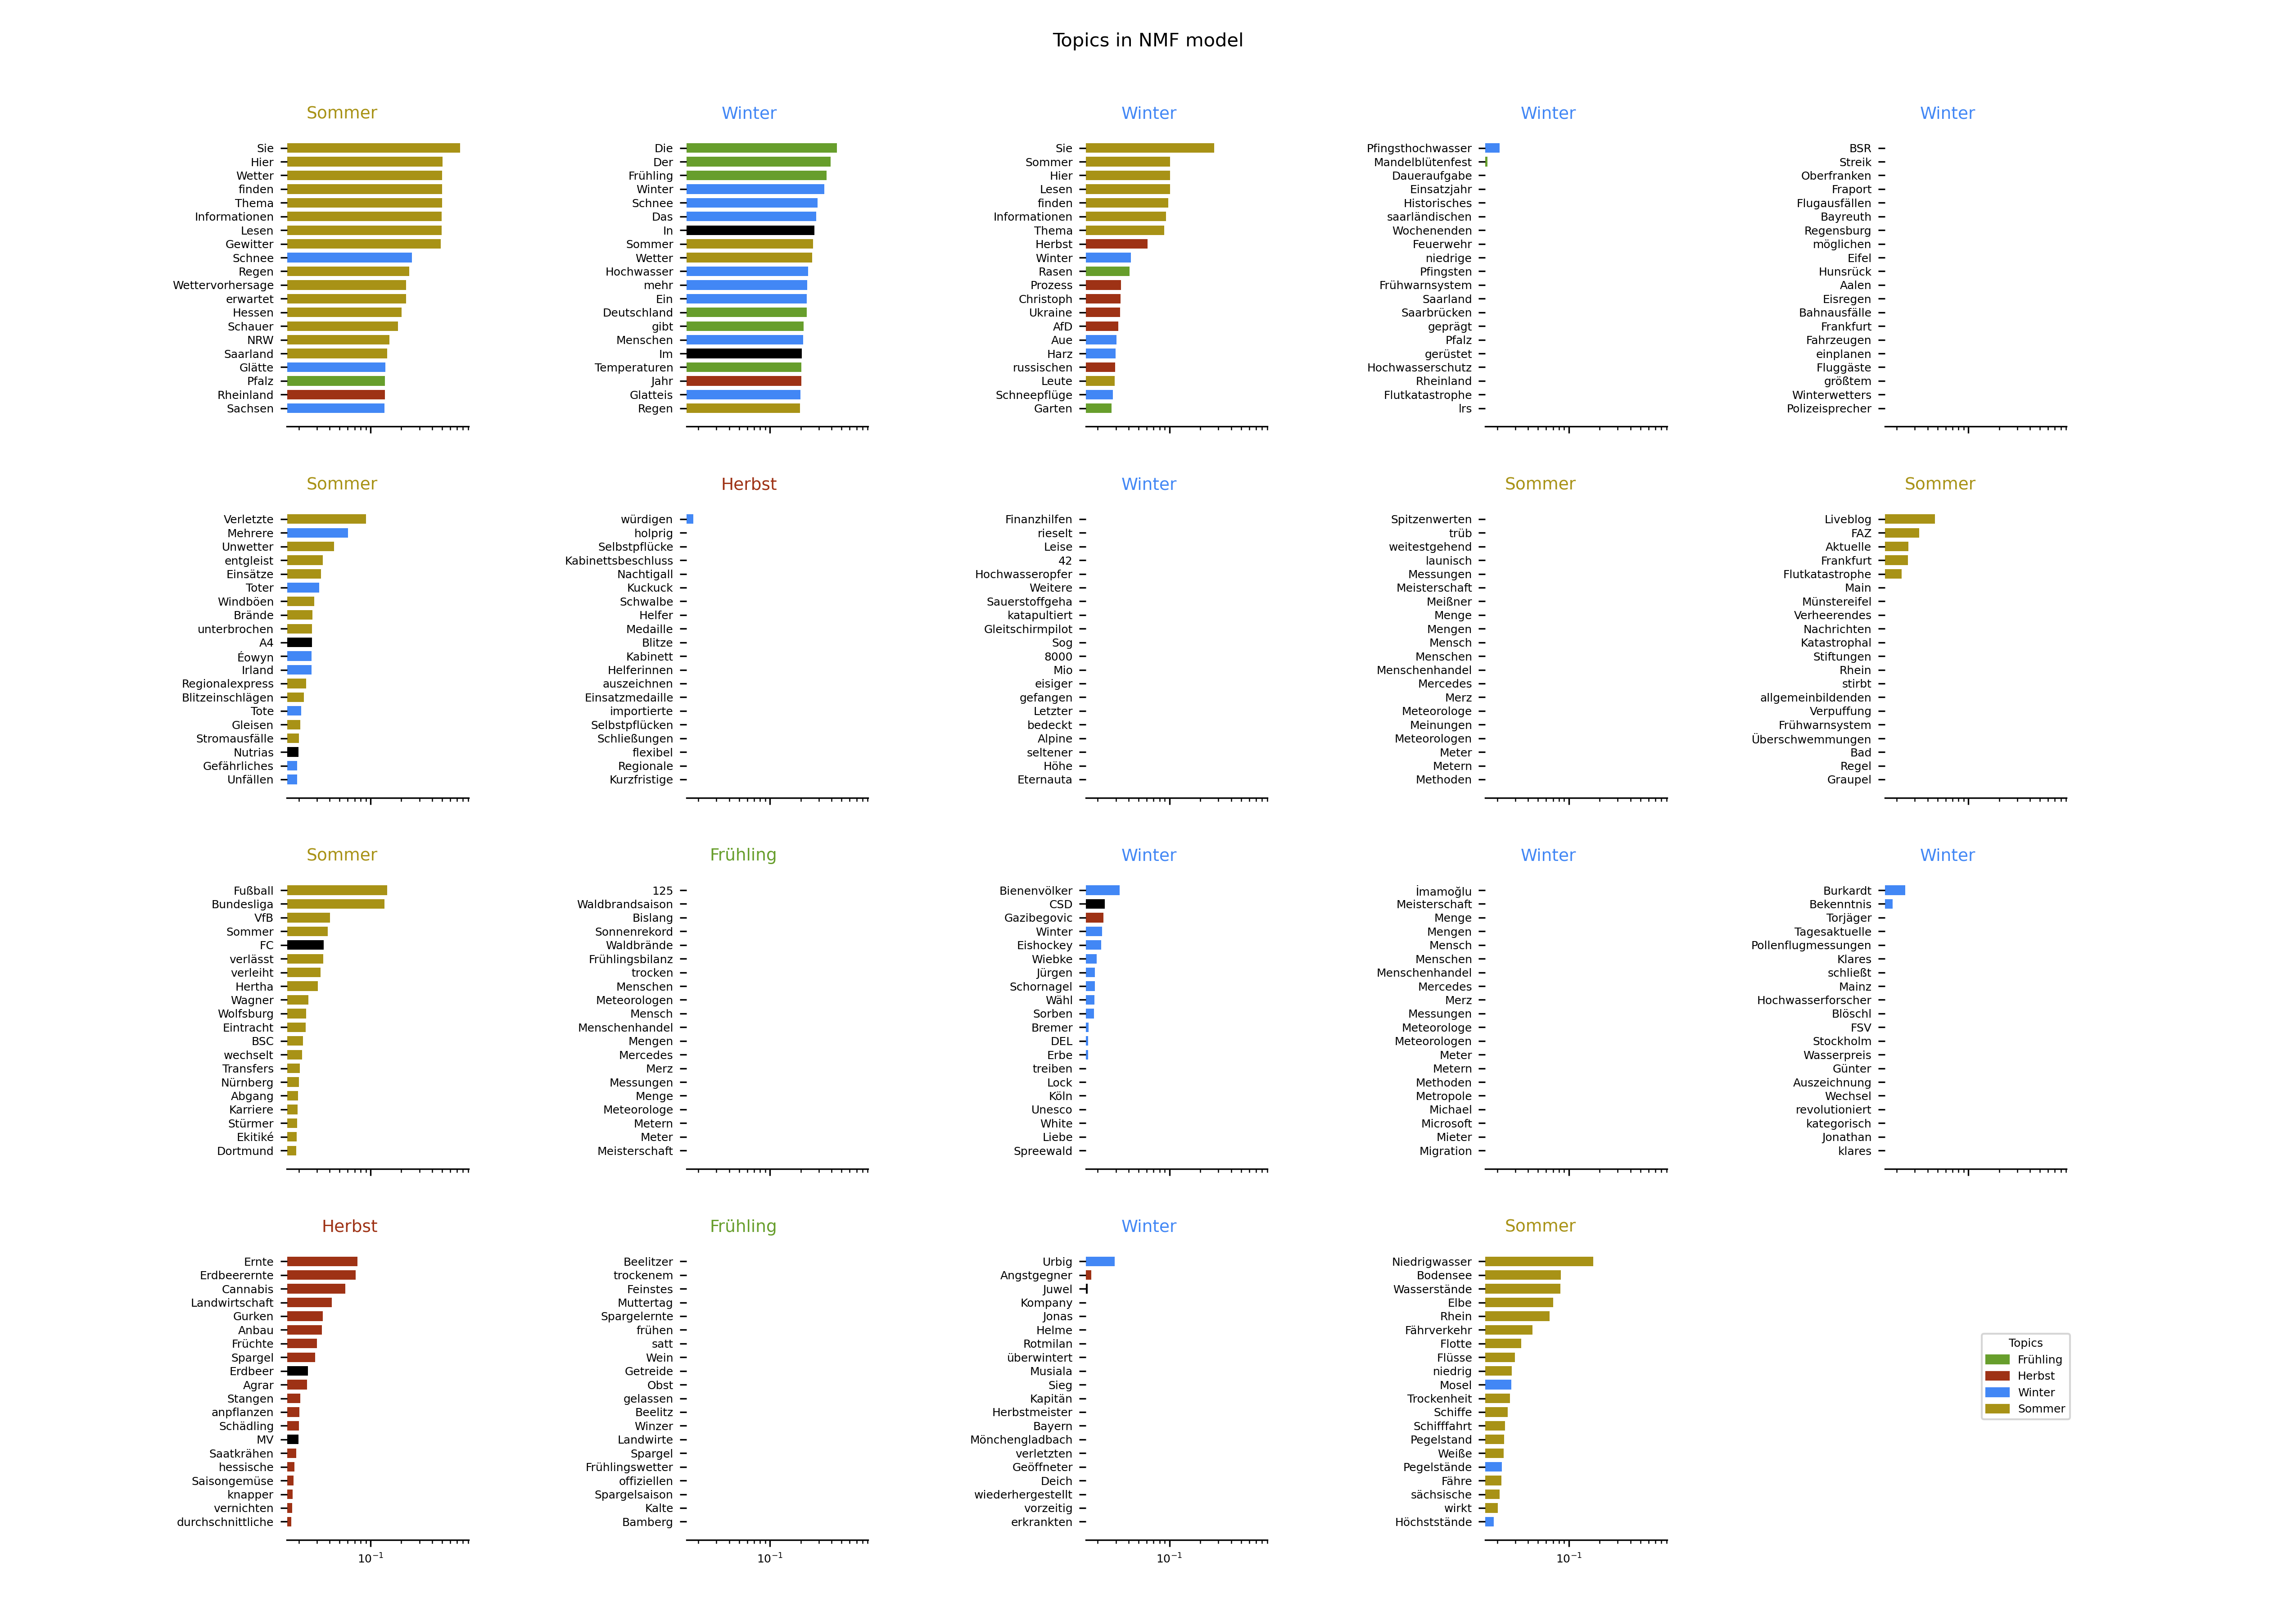 Topics in NMF model
Sommer
Sie
Hier
Wetter
finden
Thema
Informationen
Lesen
Gewitter
Schnee
Regen
Wettervorhersage
erwartet
Hessen
Schauer
NRW
Saarland
Glätte
Pfalz
Rheinland
Sachsen
Winter
Die
Der
Frühling
Winter
Schnee
Das
In
Sommer
Wetter
Hochwasser
mehr
Ein
Deutschland
gibt
Menschen
Im
Temperaturen
Jahr
Glatteis
Regen
Winter
Sie
Sommer
Hier
Lesen
finden
Informationen
Thema
Herbst
Winter
Rasen
Prozess
Christoph
Ukraine
AfD
Aue
Harz
russischen
Leute
Schneepflüge
Garten
Winter
Pfingsthochwasser
Mandelblütenfest
Daueraufgabe
Einsatzjahr
Historisches
saarländischen
Wochenenden
Feuerwehr
niedrige
Pfingsten
Frühwarnsystem
Saarland
Saarbrücken
geprägt
Pfalz
gerüstet
Hochwasserschutz
Rheinland
Flutkatastrophe
Irs
Winter
BSR
Streik
Oberfranken
Fraport
Flugausfällen
Bayreuth
Regensburg
möglichen
Eifel
Hunsrück
Aalen
Eisregen
Bahnausfälle
Frankfurt
Fahrzeugen
einplanen
Fluggäste
größtem
Winterwetters
Polizeisprecher
Sommer
Verletzte
Mehrere
Unwetter
entgleist
Einsätze
Toter
Windböen
Brände
unterbrochen
A4
Éowyn
Irland
Regionalexpress
Blitzeinschlägen
Tote
Gleisen
Stromausfälle
Nutrias
Gefährliches
Unfällen
Herbst
würdigen
holprig
Selbstpflücke
Kabinettsbeschluss
Nachtigall
Kuckuck
Schwalbe
Helfer
Medaille
Blitze
Kabinett
Helferinnen
auszeichnen
Einsatzmedaille
importierte
Selbstpflücken
Schließungen
flexibel
Regionale
Kurzfristige
Winter
Finanzhilfen
rieselt
Leise
42
Hochwasseropfer
Weitere
Sauerstoffgeha
katapultiert
Gleitschirmpilot
Sog
8000
Mio
eisiger
gefangen
Letzter
bedeckt
Alpine
seltener
Höhe
Eternauta
Sommer
Spitzenwerten
trüb
weitestgehend
launisch
Messungen
Meisterschaft
Meißner
Menge
Mengen
Mensch
Menschen
Menschenhandel
Mercedes
Merz
Meteorologe
Meinungen
Meteorologen
Meter
Metern
Methoden
Sommer
Liveblog
FAZ
Aktuelle
Frankfurt
Flutkatastrophe
Main
Münstereifel
Verheerendes
Nachrichten
Katastrophal
Stiftungen
Rhein
stirbt
allgemeinbildenden
Verpuffung
Frühwarnsystem
Überschwemmungen
Bad
Regel
Graupel
Sommer
Fußball
Bundesliga
VfB
Sommer
FC
verlässt
verleiht
Hertha
Wagner
Wolfsburg
Eintracht
BSC
wechselt
Transfers
Nürnberg
Abgang
Karriere
Stürmer
Ekitiké
Dortmund
Frühling
125
Waldbrandsaison
Bislang
Sonnenrekord
Waldbrände
Frühlingsbilanz
trocken
Menschen
Meteorologen
Mensch
Menschenhandel
Mengen
Mercedes
Merz
Messungen
Menge
Meteorologe
Metern
Meter
Meisterschaft
Winter
Bienenvölker
CSD
Gazibegovic
Winter
Eishockey
Wiebke
Jürgen
Schornagel
Wähl
Sorben
Bremer
DEL
Erbe
treiben
Lock
Köln
Unesco
White
Liebe
Spreewald
Winter
İmamoğlu
Meisterschaft
Menge
Mengen
Mensch
Menschen
Menschenhandel
Mercedes
Merz
Messungen
Meteorologe
Meteorologen
Meter
Metern
Methoden
Metropole
Michael
Microsoft
Mieter
Migration
Winter
Burkardt
Bekenntnis
Torjäger
Tagesaktuelle
Pollenflugmessungen
Klares
schließt
Mainz
Hochwasserforscher
Blöschl
FSV
Stockholm
Wasserpreis
Günter
Auszeichnung
Wechsel
revolutioniert
kategorisch
Jonathan
klares
Herbst
Ernte
Erdbeerernte
Cannabis
Landwirtschaft
Gurken
Anbau
Früchte
Spargel
Erdbeer
Agrar
Stangen
anpflanzen
Schädling
MV
Saatkrähen
hessische
Saisongemüse
knapper
vernichten
durchschnittliche
10⁻¹
Frühling
Beelitzer
trockenem
Feinstes
Muttertag
Spargelernte
frühen
satt
Wein
Getreide
Obst
gelassen
Beelitz
Winzer
Landwirte
Spargel
Frühlingswetter
offiziellen
Spargelsaison
Kalte
Bamberg
10⁻¹
Winter
Urbig
Angstgegner
Juwel
Kompany
Jonas
Helme
Rotmilan
überwintert
Musiala
Sieg
Kapitän
Herbstmeister
Bayern
Mönchengladbach
verletzten
Geöffneter
Deich
wiederhergestellt
vorzeitig
erkrankten
10⁻¹
Sommer
Niedrigwasser
Bodensee
Wasserstände
Elbe
Rhein
Fährverkehr
Flotte
Flüsse
niedrig
Mosel
Trockenheit
Schiffe
Schifffahrt
Pegelstand
Weiße
Pegelstände
Fähre
sächsische
wirkt
Höchststände
10⁻¹
Topics
Frühling
Herbst
Winter
Sommer